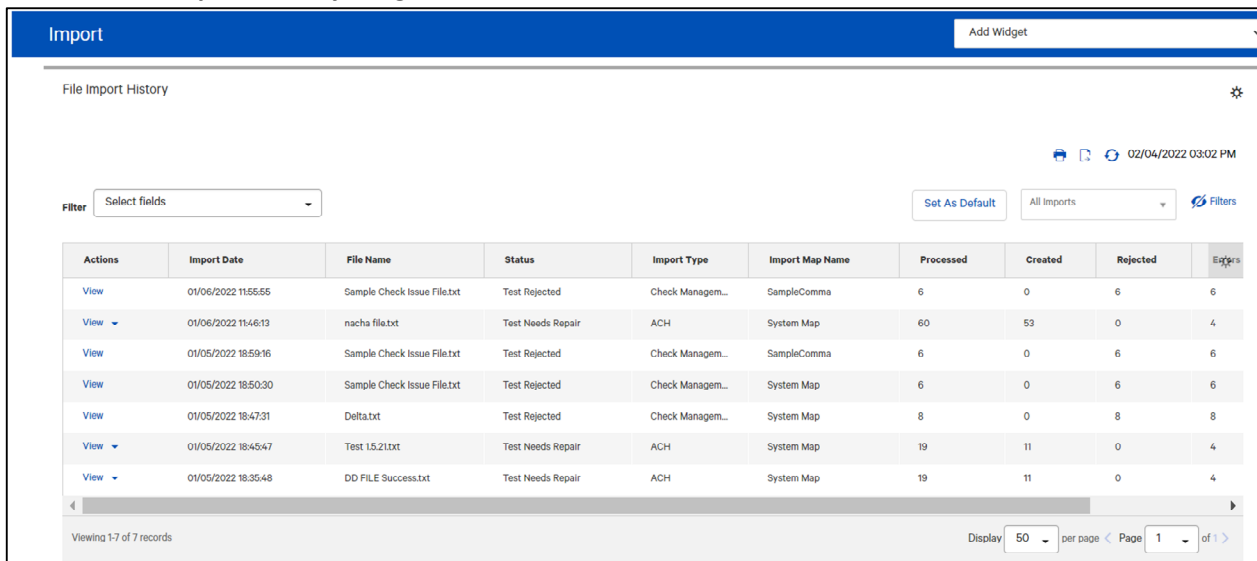 Import Add Widget
File Import History
02/04/2022 03:02 PM
Filter Select fields Set As Default All Imports Filters
Actions Import Date File Name Status Import Type Import Map Name Processed Created Rejected Errors
View 01/06/2022 11:55:55 Sample Check Issue File.txt Test Rejected Check Managem... SampleComma 6 0 6 6
View 01/06/2022 11:46:13 nacha file.txt Test Needs Repair ACH System Map 60 53 0 4
View 01/05/2022 18:59:16 Sample Check Issue File.txt Test Rejected Check Managem... SampleComma 6 0 6 6
View 01/05/2022 18:50:30 Sample Check Issue File.txt Test Rejected Check Managem... System Map 6 0 6 6
View 01/05/2022 18:47:31 Delta.txt Test Rejected Check Managem... System Map 8 0 8 8
View 01/05/2022 18:45:47 Test 1.5.21.txt Test Needs Repair ACH System Map 19 11 0 4
View 01/05/2022 18:35:48 DD FILE Success.txt Test Needs Repair ACH System Map 19 11 0 4
Viewing 1-7 of 7 records Display 50 per page < Page 1 of 1 >